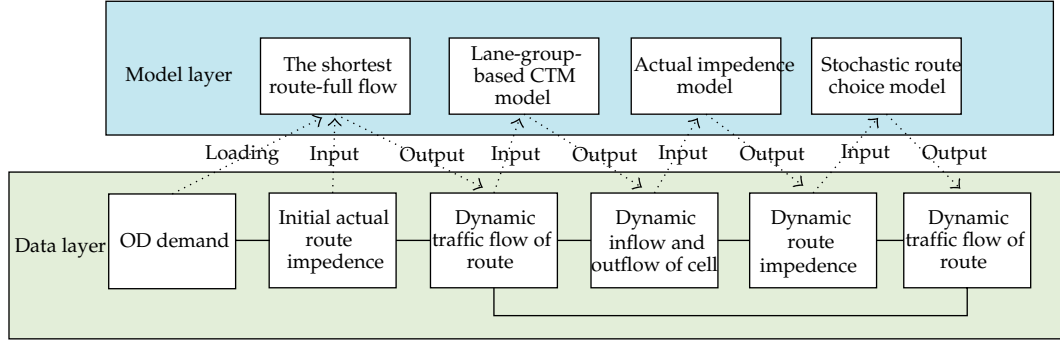 Model layer
The shortest
route-full flow
Lane-group-
based CTM
model
Actual impedence
model
Stochastic route
choice model
Loading
Input
Output
Input
Output
Input
Output
Input
Output
Data layer
OD demand
Initial actual
route
impedence
Dynamic
traffic flow of
route
Dynamic
inflow and
outflow of cell
Dynamic
route
impedence
Dynamic
traffic flow of
route